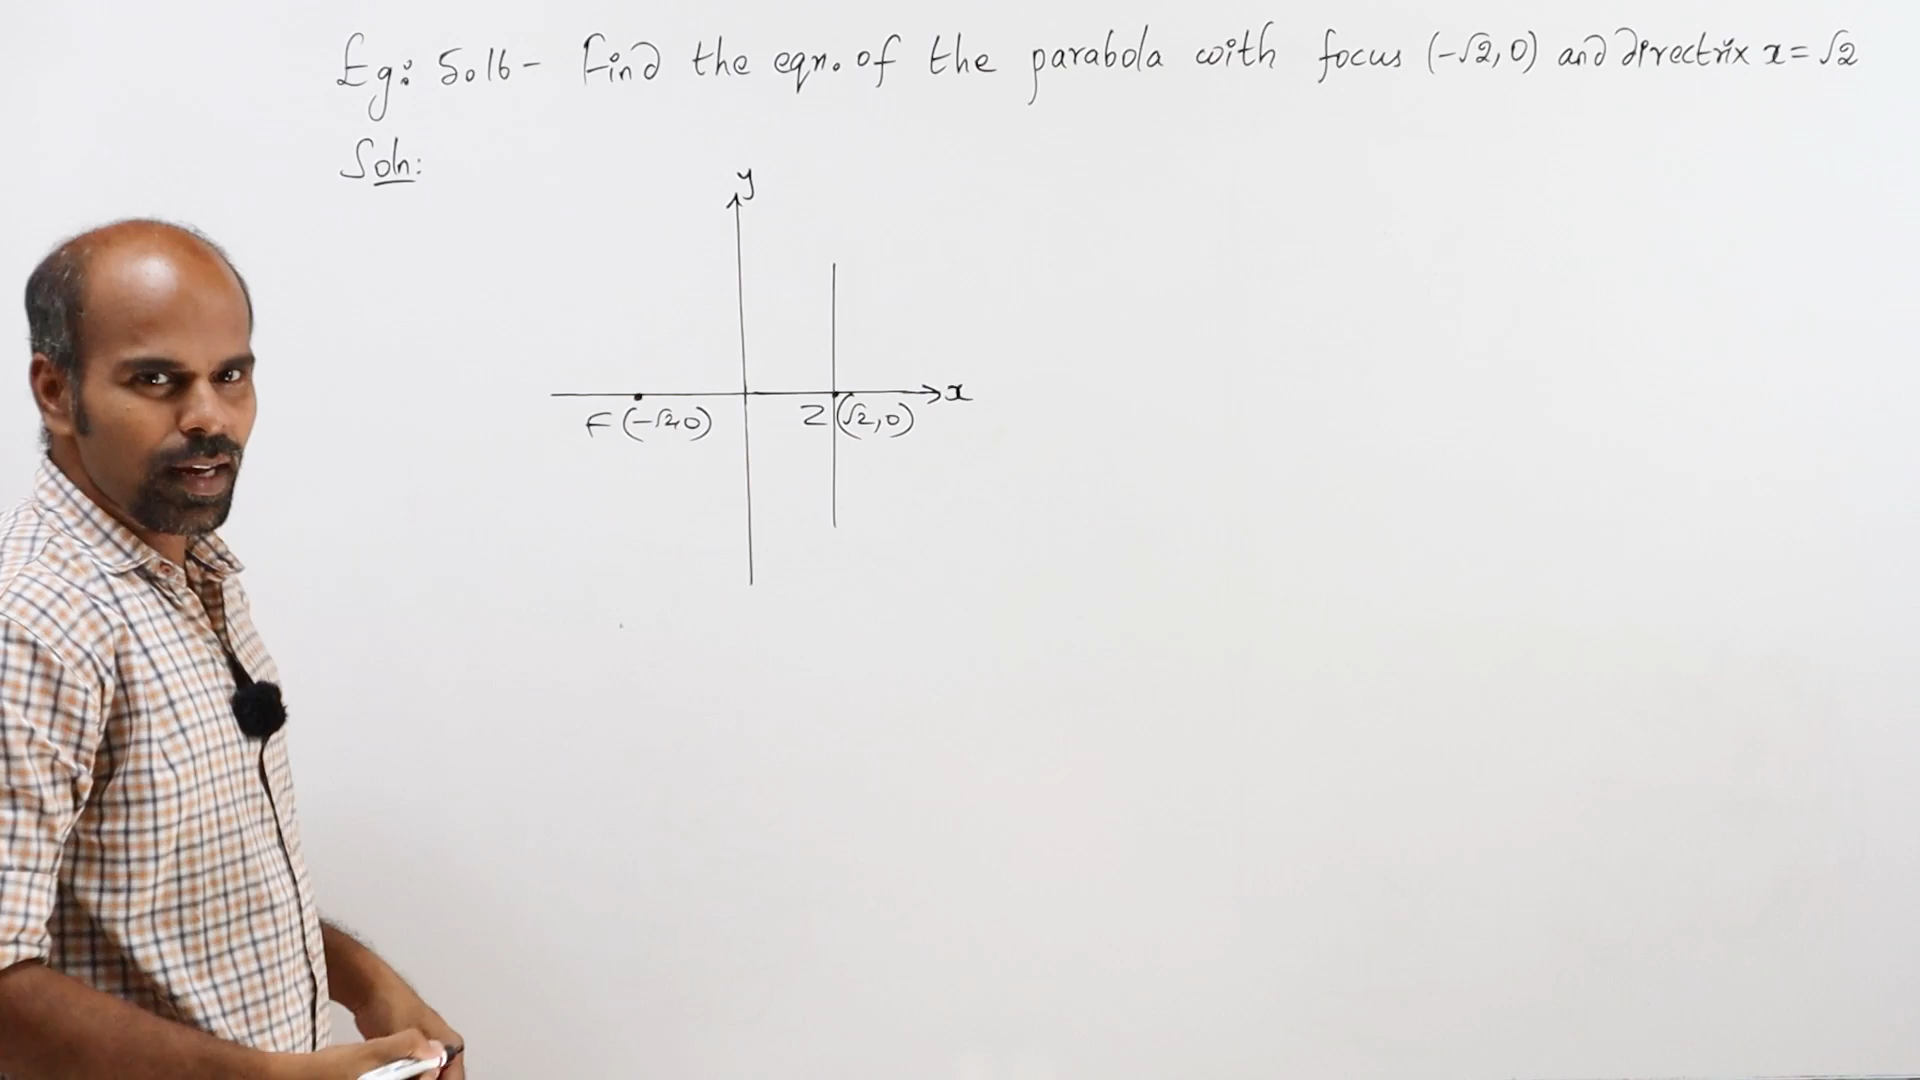 Eg: 5.16 - Find the eqn. of the parabola with focus (-√2, 0) and directrix x = √2
Soln:
y
x
F (-√2, 0)
Z (√2, 0)